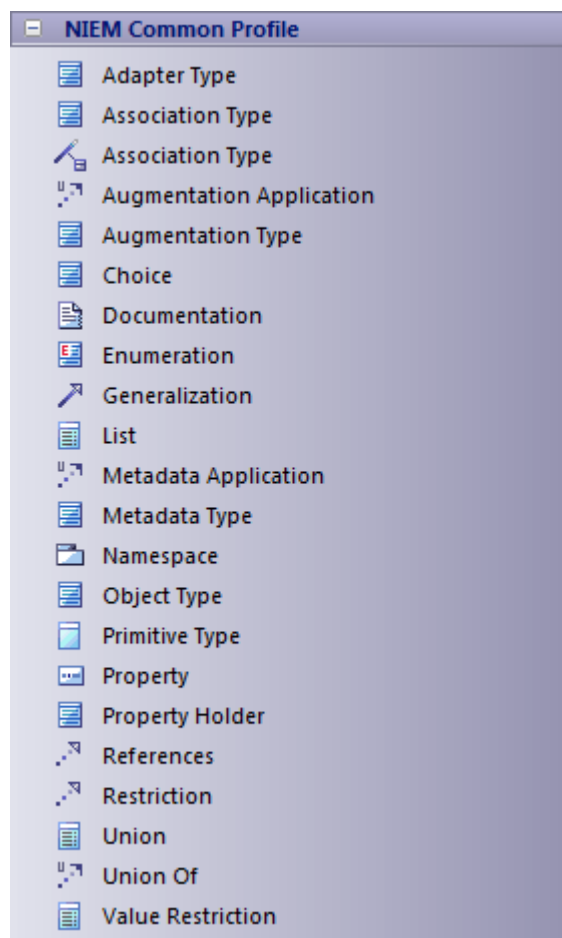 NIEM Common Profile
Adapter Type
Association Type
Association Type
Augmentation Application
Augmentation Type
Choice
Documentation
Enumeration
Generalization
List
Metadata Application
Metadata Type
Namespace
Object Type
Primitive Type
Property
Property Holder
References
Restriction
Union
Union Of
Value Restriction